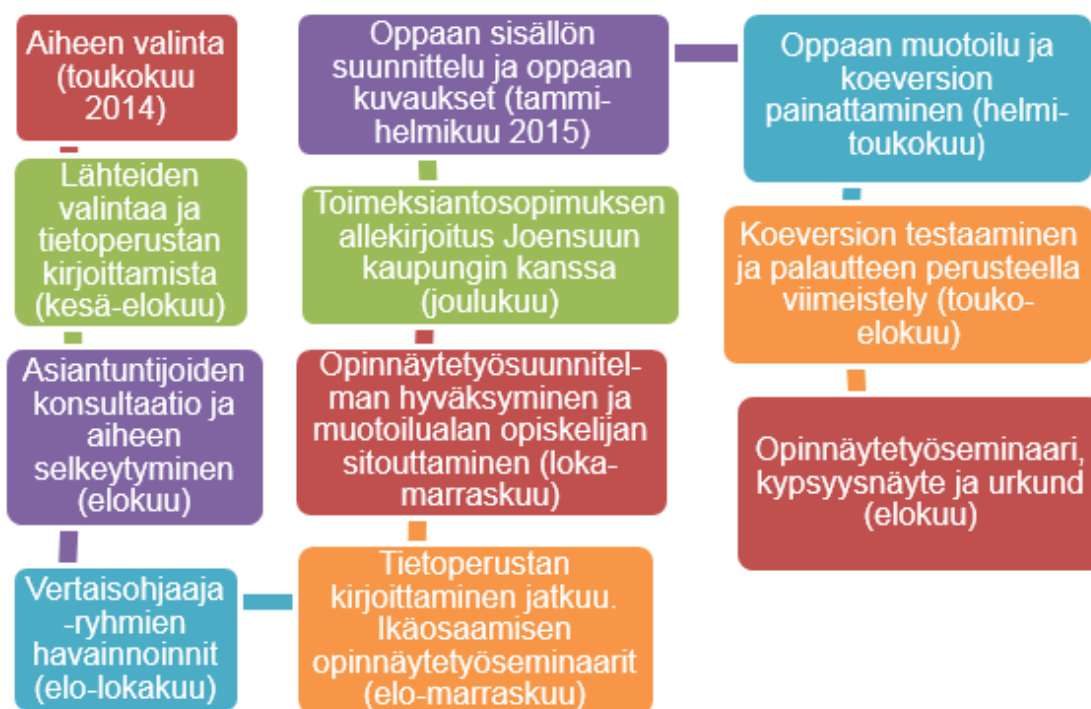 Aiheen valinta
(toukokuu
2014)
Lähteiden
valintaa ja
tietoperustan
kirjoittamista
(kesä-elokuu)
Asiantuntijoiden
konsultaatio ja
aiheen
selkeytyminen
(elokuu)
Vertaisohjaaja
-ryhmien
havainnoinnit
(elo-lokakuu)
Tietoperustan
kirjoittaminen jatkuu.
Ikäosaamisen
opinnäytetyöseminaarit
(elo-marraskuu)
Opinnäytetyösuunnitel-
man hyväksyminen ja
muotoilualan opiskelijan
sitouttaminen (loka-
marraskuu)
Toimeksiantosopimuksen
allekirjoitus Joensuun
kaupungin kanssa
(joulukuu)
Oppaan sisällön
suunnittelu ja oppaan
kuvaukset (tammi-
helmikuu 2015)
Oppaan muotoilu ja
koeversion
painattaminen (helmi-
toukokuu)
Koeversion testaaminen
ja palautteen perusteella
viimeistely (touko-
elokuu)
Opinnäytetyöseminaari,
kypsyysnäyte ja urkund
(elokuu)